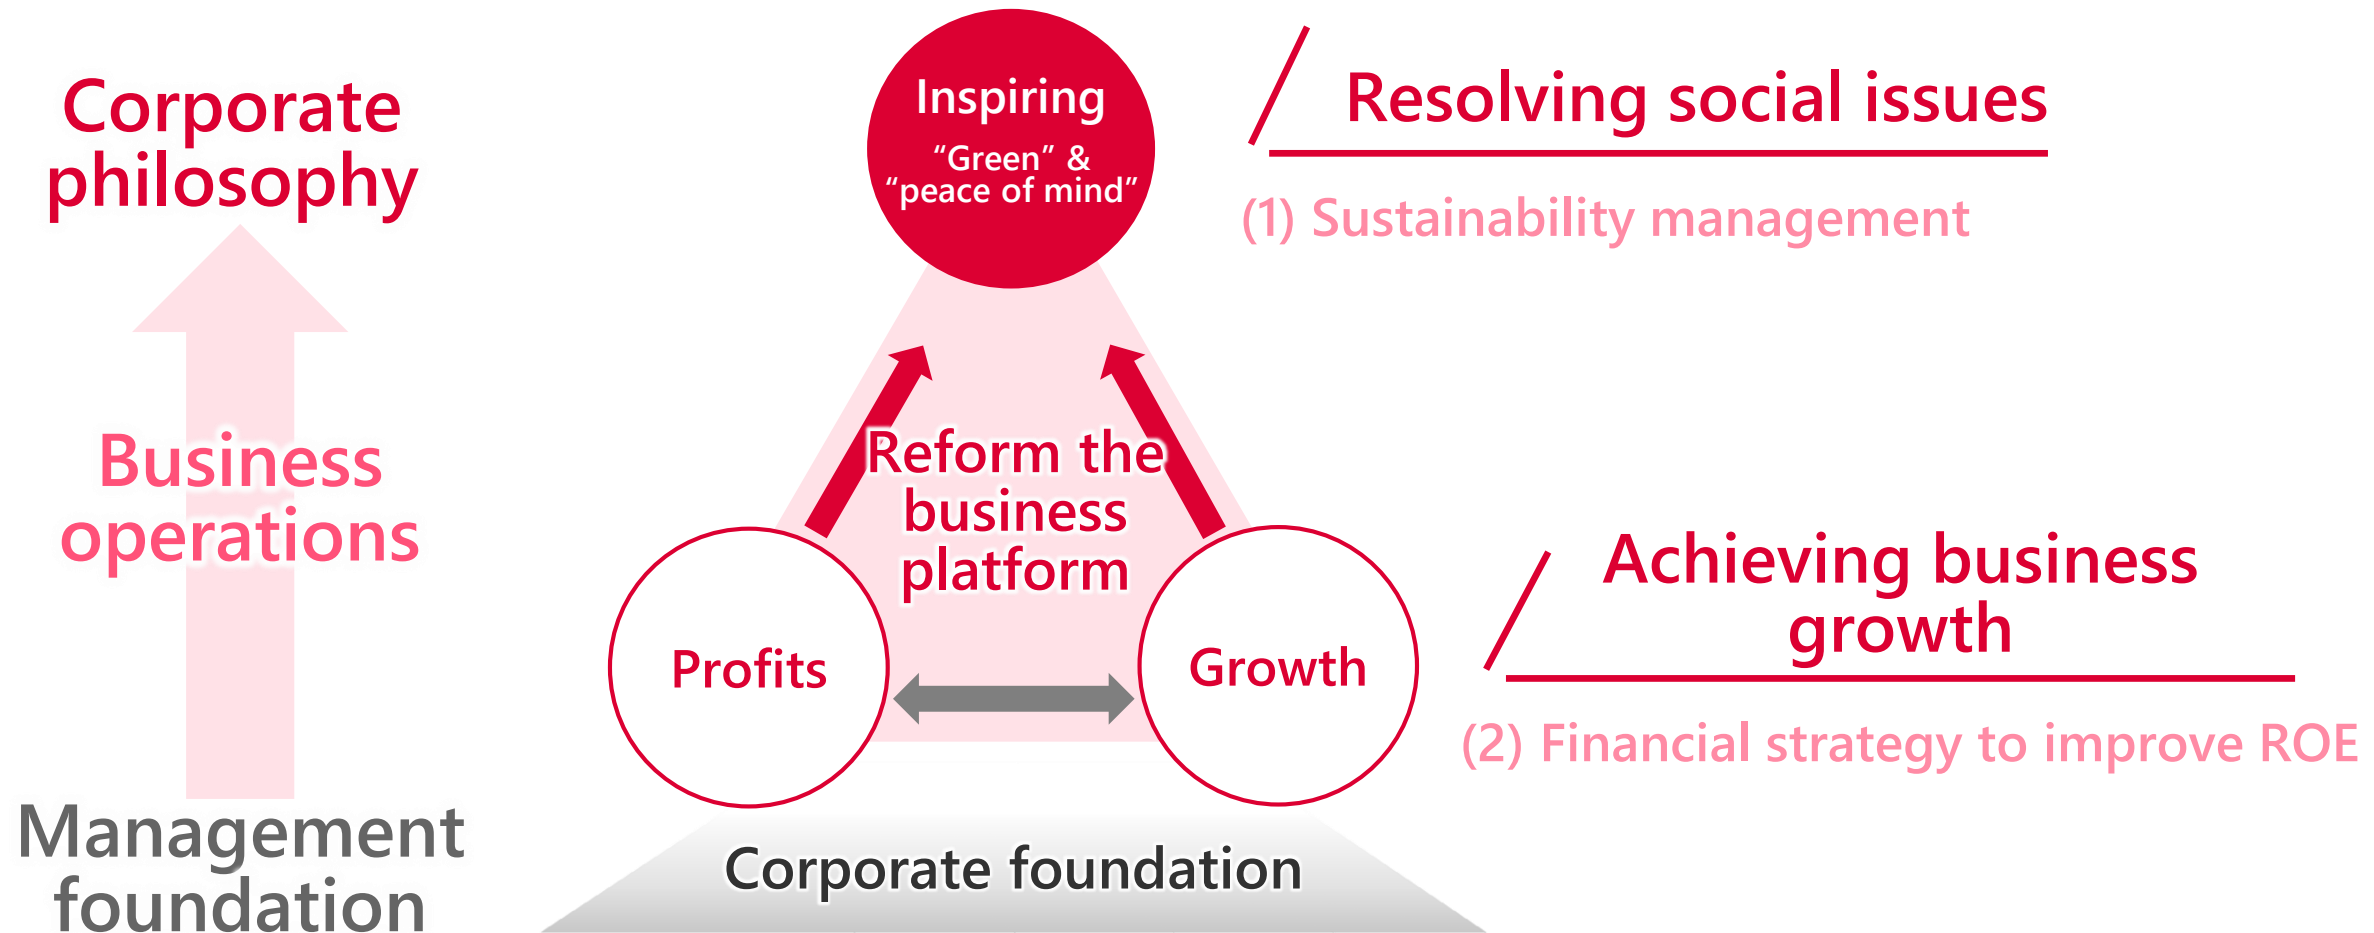 Corporate
philosophy
Business
operations
Management
foundation
Inspiring
“Green” &
“peace of mind”
Reform the
business
platform
Profits
Growth
Corporate foundation
Resolving social issues
(1) Sustainability management
Achieving business
growth
(2) Financial strategy to improve ROE